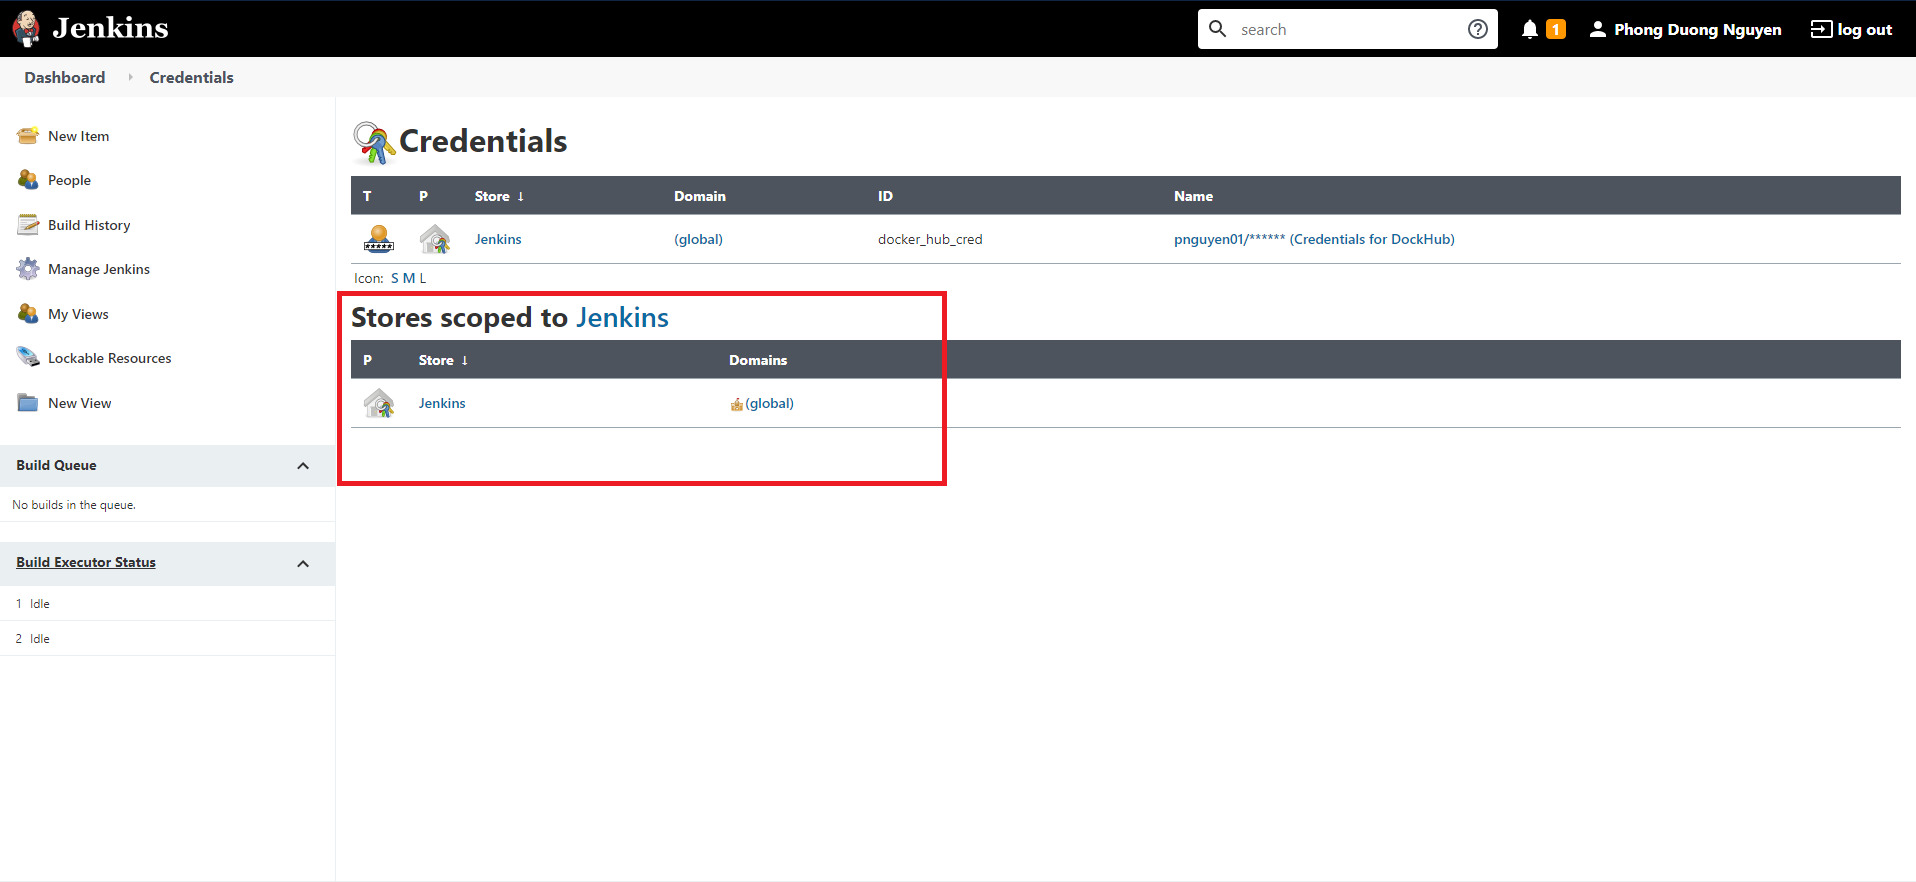 Jenkins
search
1
Phong Duong Nguyen
log out
Dashboard
Credentials
New Item
People
Build History
Manage Jenkins
My Views
Lockable Resources
New View
Build Queue
No builds in the queue.
Build Executor Status
1 Idle
2 Idle
Credentials
T P Store ↓ Domain ID Name
Jenkins (global) docker_hub_cred pnguyen01/****** (Credentials for DockHub)
Icon: S M L
Stores scoped to Jenkins
P Store ↓ Domains
Jenkins (global)